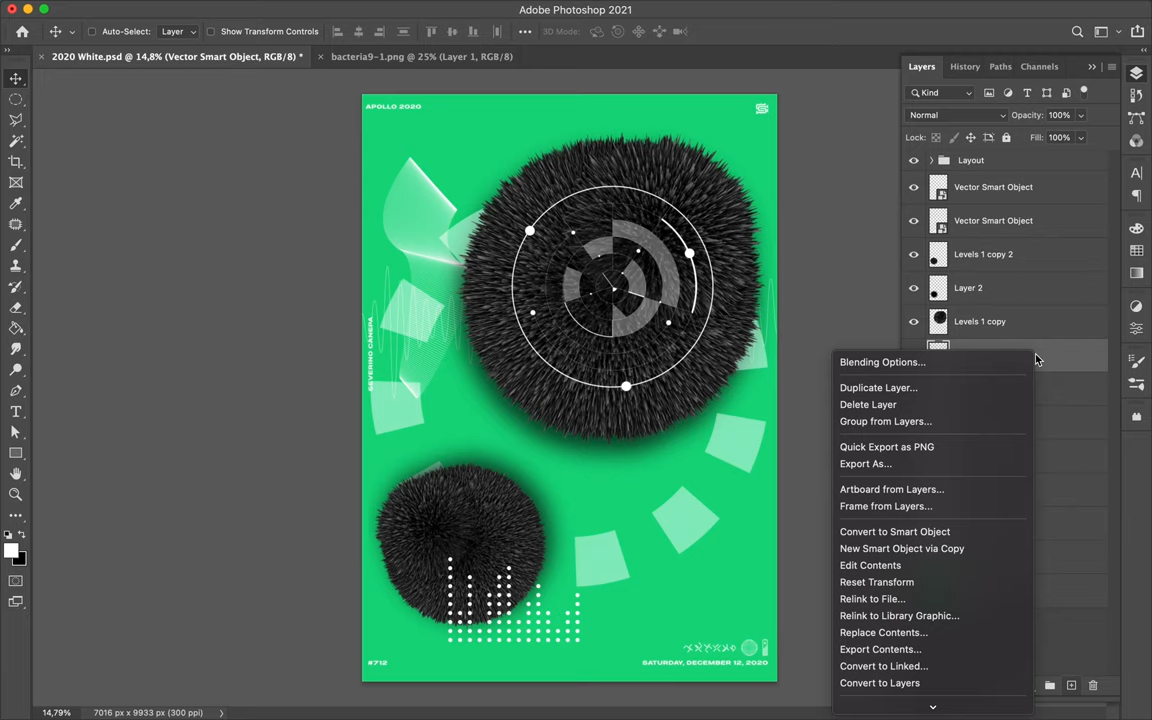 Adobe Photoshop 2021
Auto-Select: Layer Show Transform Controls 3D Mode:
2020 White.psd @ 14,8% (Vector Smart Object, RGB/8) *
bacteria9-1.png @ 25% (Layer 1, RGB/8)
Layers History Paths Channels
Kind
Normal Opacity: 100%
Lock: Fill: 100%
Layout
Vector Smart Object
Vector Smart Object
Levels 1 copy 2
Layer 2
Levels 1 copy
APOLLO 2020
SEVERINO CANEPA
#712
SATURDAY, DECEMBER 12, 2020
Blending Options...
Duplicate Layer...
Delete Layer
Group from Layers...
Quick Export as PNG
Export As...
Artboard from Layers...
Frame from Layers...
Convert to Smart Object
New Smart Object via Copy
Edit Contents
Reset Transform
Relink to File...
Relink to Library Graphic...
Replace Contents...
Export Contents...
Convert to Linked...
Convert to Layers
14,79% 7016 px x 9933 px (300 ppi)